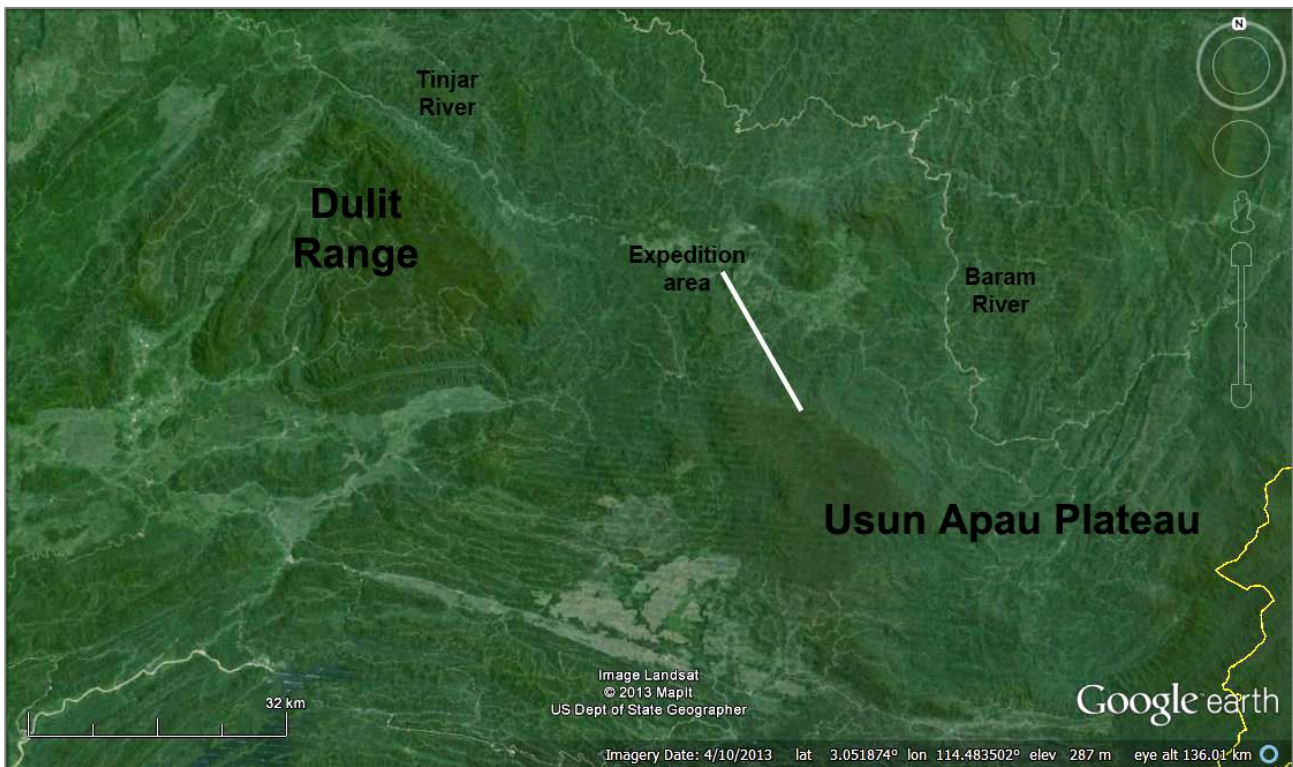 N
Tinjar
River
Dulit
Range
Expedition
area
Baram
River
Usun Apau Plateau
Image Landsat
© 2013 MapIt
US Dept of State Geographer
Google earth
32 km
Imagery Date: 4/10/2013 lat 3.051874° lon 114.483502° elev 287 m eye alt 136.01 km